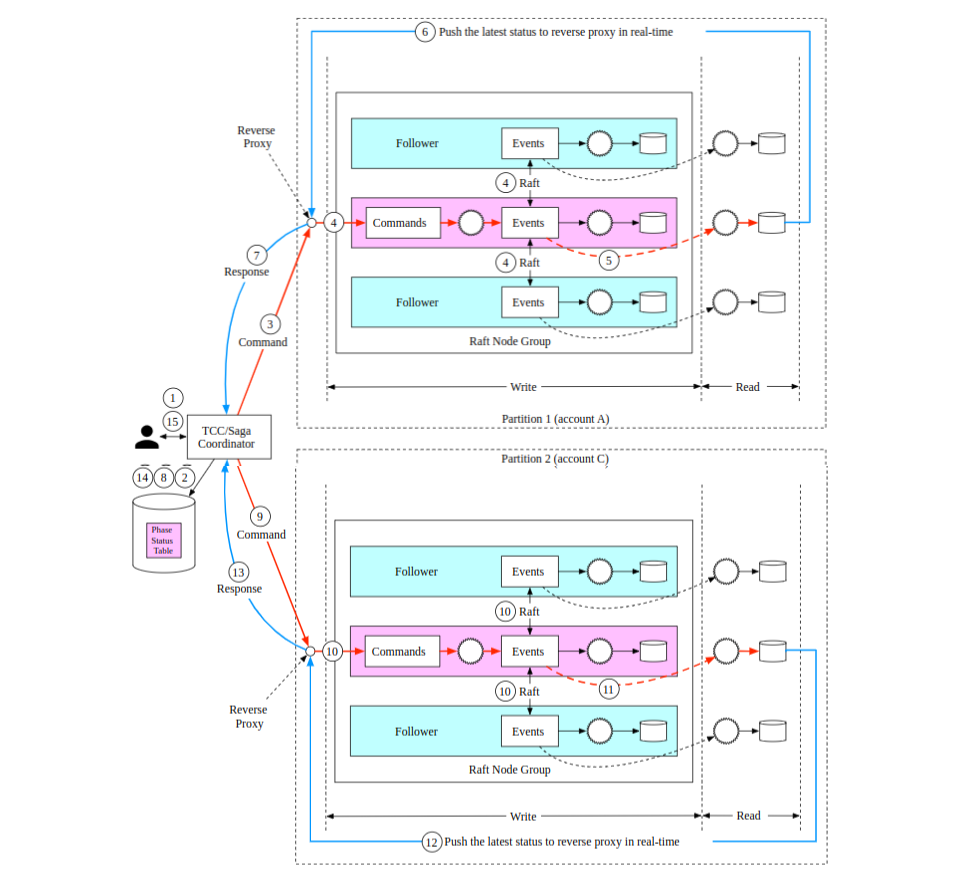 6 Push the latest status to reverse proxy in real-time
Reverse
Proxy
Follower
Events
4 Raft
4
Commands
Events
7
Response
4 Raft
5
3
Command
Follower
Events
Raft Node Group
Write
Read
1
15
Partition 1 (account A)
TCC/Saga
Coordinator
Partition 2 (account C)
14 8 2
9
Command
Phase
Status
Table
13
Response
Follower
Events
10 Raft
10
Commands
Events
10 Raft
11
Reverse
Proxy
Follower
Events
Raft Node Group
Write
Read
12 Push the latest status to reverse proxy in real-time